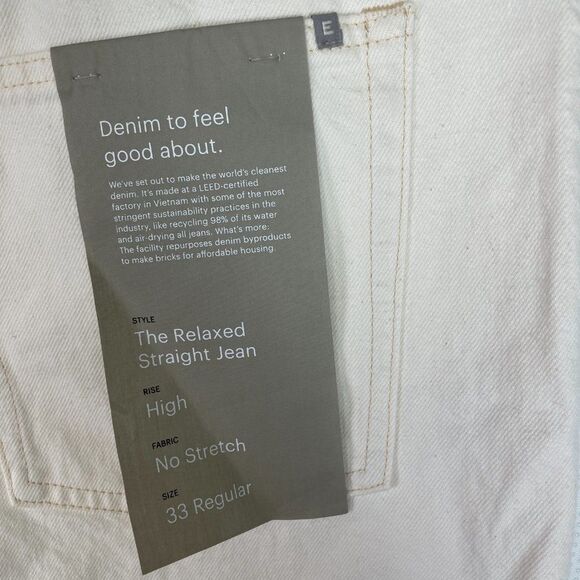 E
Denim to feel
good about.
We've set out to make the world's cleanest
denim. It's made at a LEED-certified
factory in Vietnam with some of the most
stringent sustainability practices in the
industry, like recycling 98% of its water
and air-drying all jeans. What's more:
The facility repurposes denim byproducts
to make bricks for affordable housing.
STYLE
The Relaxed
Straight Jean
RISE
High
FABRIC
No Stretch
SIZE
33 Regular